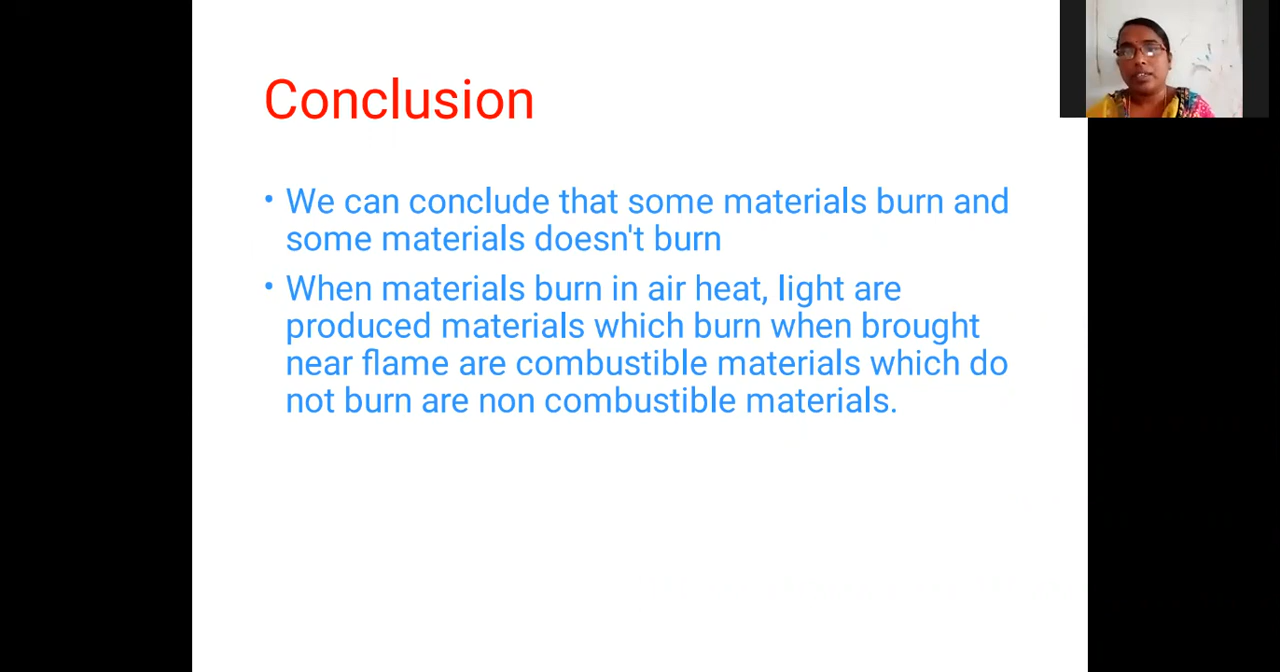 Conclusion
• We can conclude that some materials burn and
some materials doesn't burn
• When materials burn in air heat, light are
produced materials which burn when brought
near flame are combustible materials which do
not burn are non combustible materials.